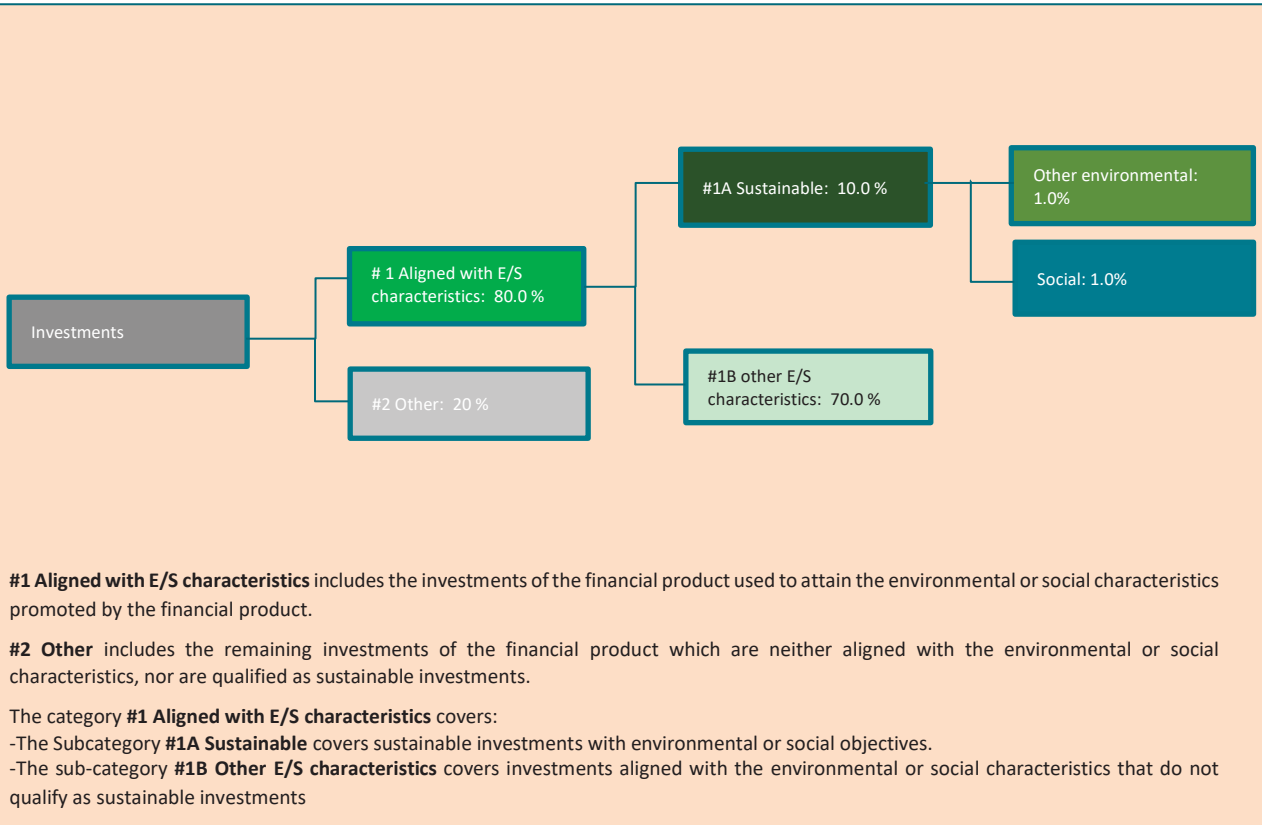 Investments
# 1 Aligned with E/S
characteristics: 80.0 %
#2 Other: 20 %
#1A Sustainable: 10.0 %
#1B other E/S
characteristics: 70.0 %
Other environmental:
1.0%
Social: 1.0%
#1 Aligned with E/S characteristics includes the investments of the financial product used to attain the environmental or social characteristics
promoted by the financial product.
#2 Other includes the remaining investments of the financial product which are neither aligned with the environmental or social
characteristics, nor are qualified as sustainable investments.
The category #1 Aligned with E/S characteristics covers:
-The Subcategory #1A Sustainable covers sustainable investments with environmental or social objectives.
-The sub-category #1B Other E/S characteristics covers investments aligned with the environmental or social characteristics that do not
qualify as sustainable investments